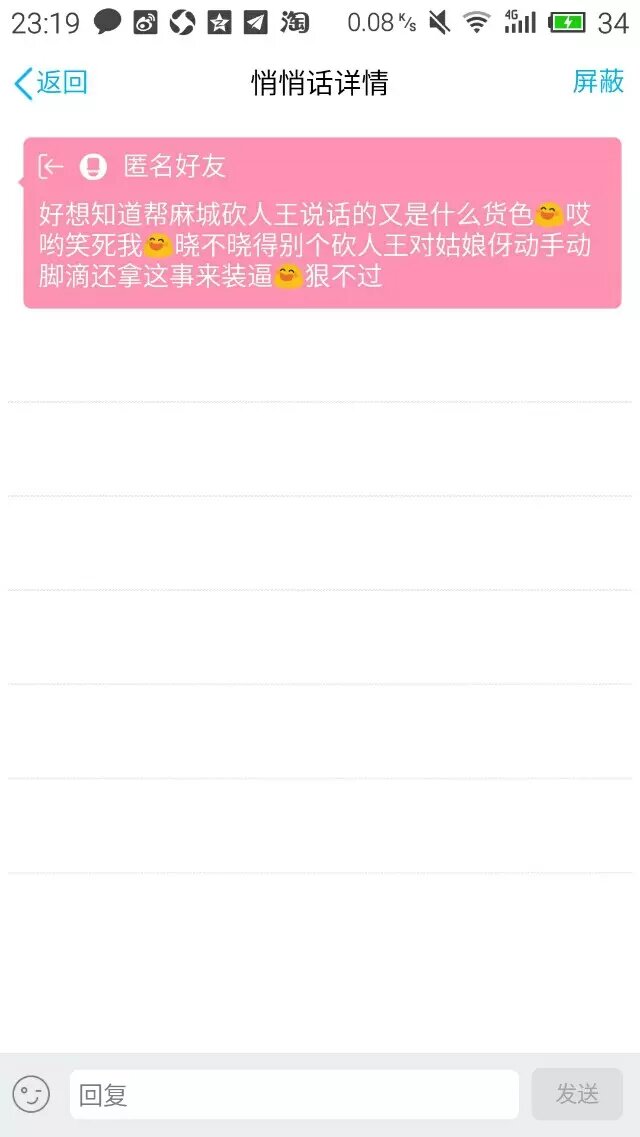 23:19 淘 0.08 K/s 4G 34
返回 悄悄话详情 屏蔽
匿名好友
好想知道帮麻城砍人王说话的又是什么货色😄哎
哟笑死我😄晓不晓得别个砍人王对姑娘伢动手动
脚滴还拿这事来装逼😄狠不过
回复 发送